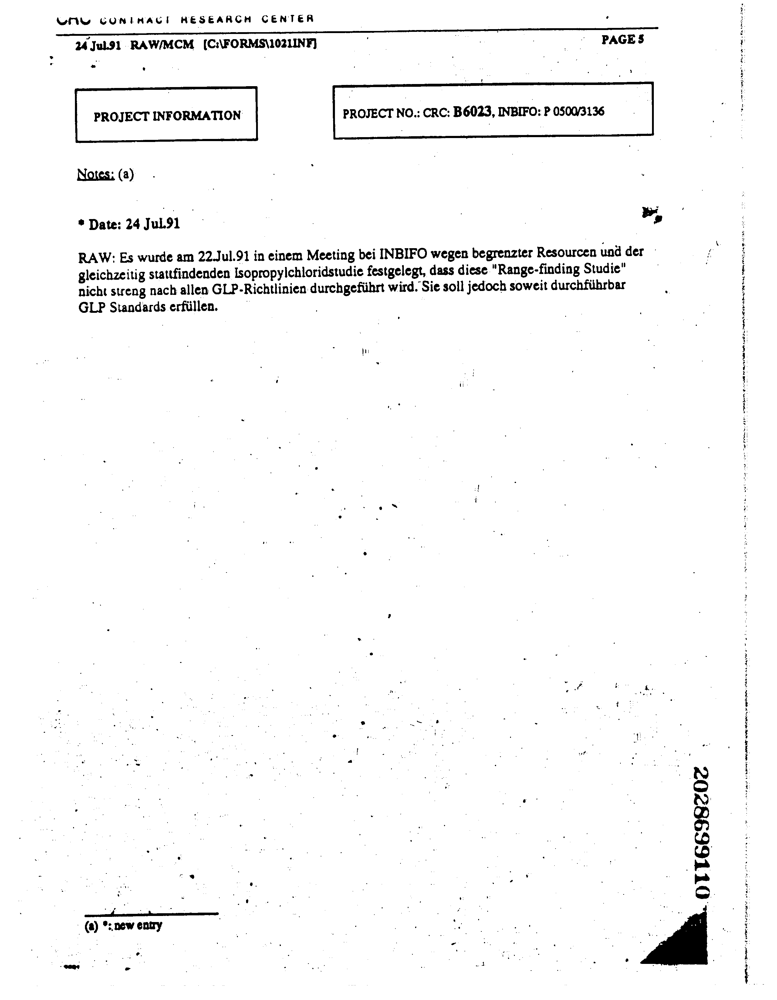 CRC CONTRACT RESEARCH CENTER
24 Jul.91 RAW/MCM [C:\FORMS\1021INF]
PAGE 5
PROJECT INFORMATION
PROJECT NO.: CRC: B6023, INBIFO: P 0500/3136
Notes: (a)
* Date: 24 Jul.91
RAW: Es wurde am 22.Jul.91 in einem Meeting bei INBIFO wegen begrenzter Resourcen und der
gleichzeitig stattfindenden Isopropylchloridstudie festgelegt, dass diese "Range-finding Studie"
nicht streng nach allen GLP-Richtlinien durchgeführt wird. Sie soll jedoch soweit durchführbar
GLP Standards erfüllen.
2028699110
(a) *: new entry